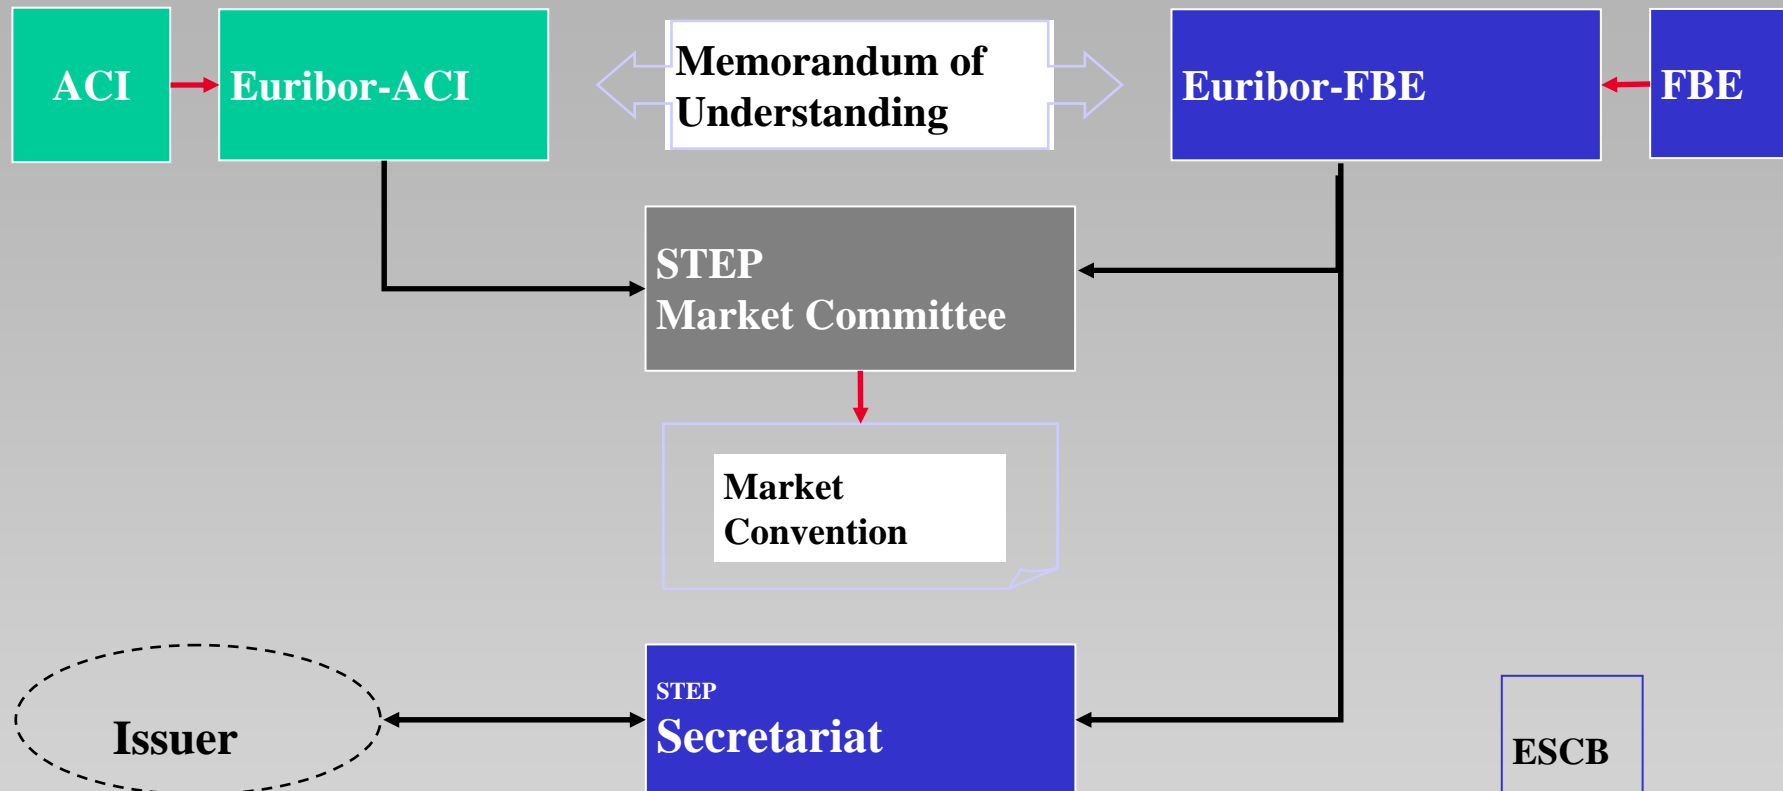 ACI
Euribor-ACI
Memorandum of
Understanding
Euribor-FBE
FBE
STEP
Market Committee
Market
Convention
Issuer
STEP
Secretariat
ESCB